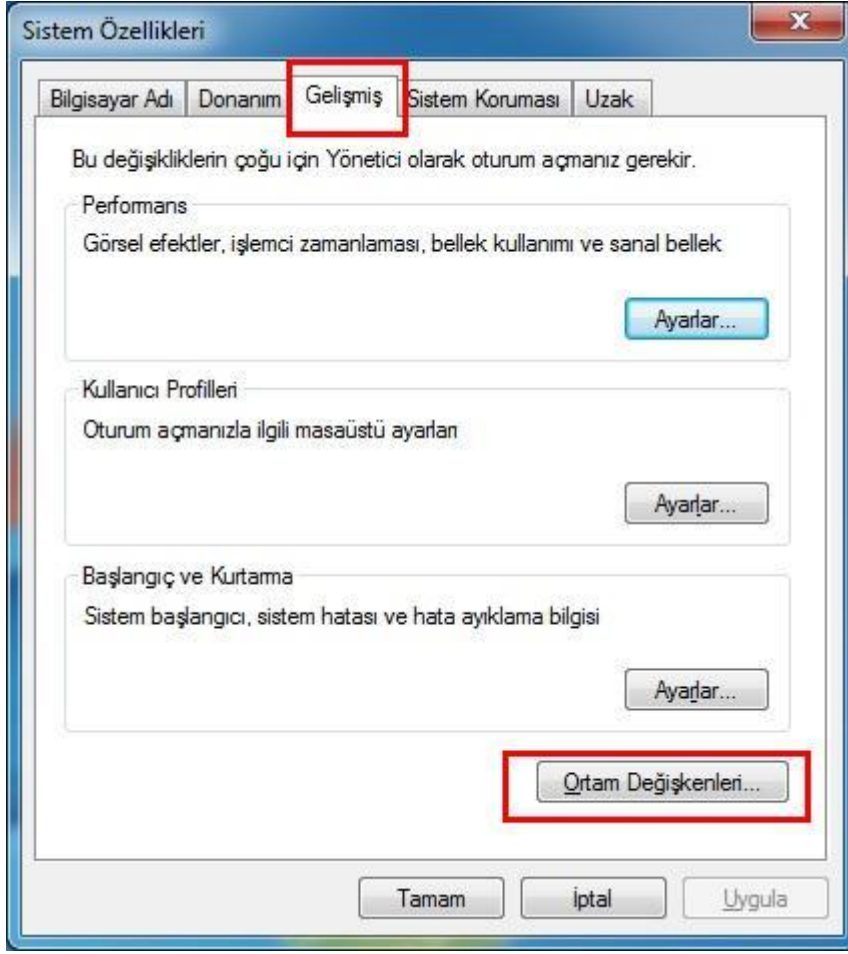 Sistem Özellikleri
Bilgisayar Adı Donanım Gelişmiş Sistem Koruması Uzak
Bu değişikliklerin çoğu için Yönetici olarak oturum açmanız gerekir.
Performans
Görsel efektler, işlemci zamanlaması, bellek kullanımı ve sanal bellek
Ayarlar...
Kullanıcı Profilleri
Oturum açmanızla ilgili masaüstü ayarları
Ayarlar...
Başlangıç ve Kurtarma
Sistem başlangıcı, sistem hatası ve hata ayıklama bilgisi
Ayarlar...
Ortam Değişkenleri...
Tamam İptal Uygula